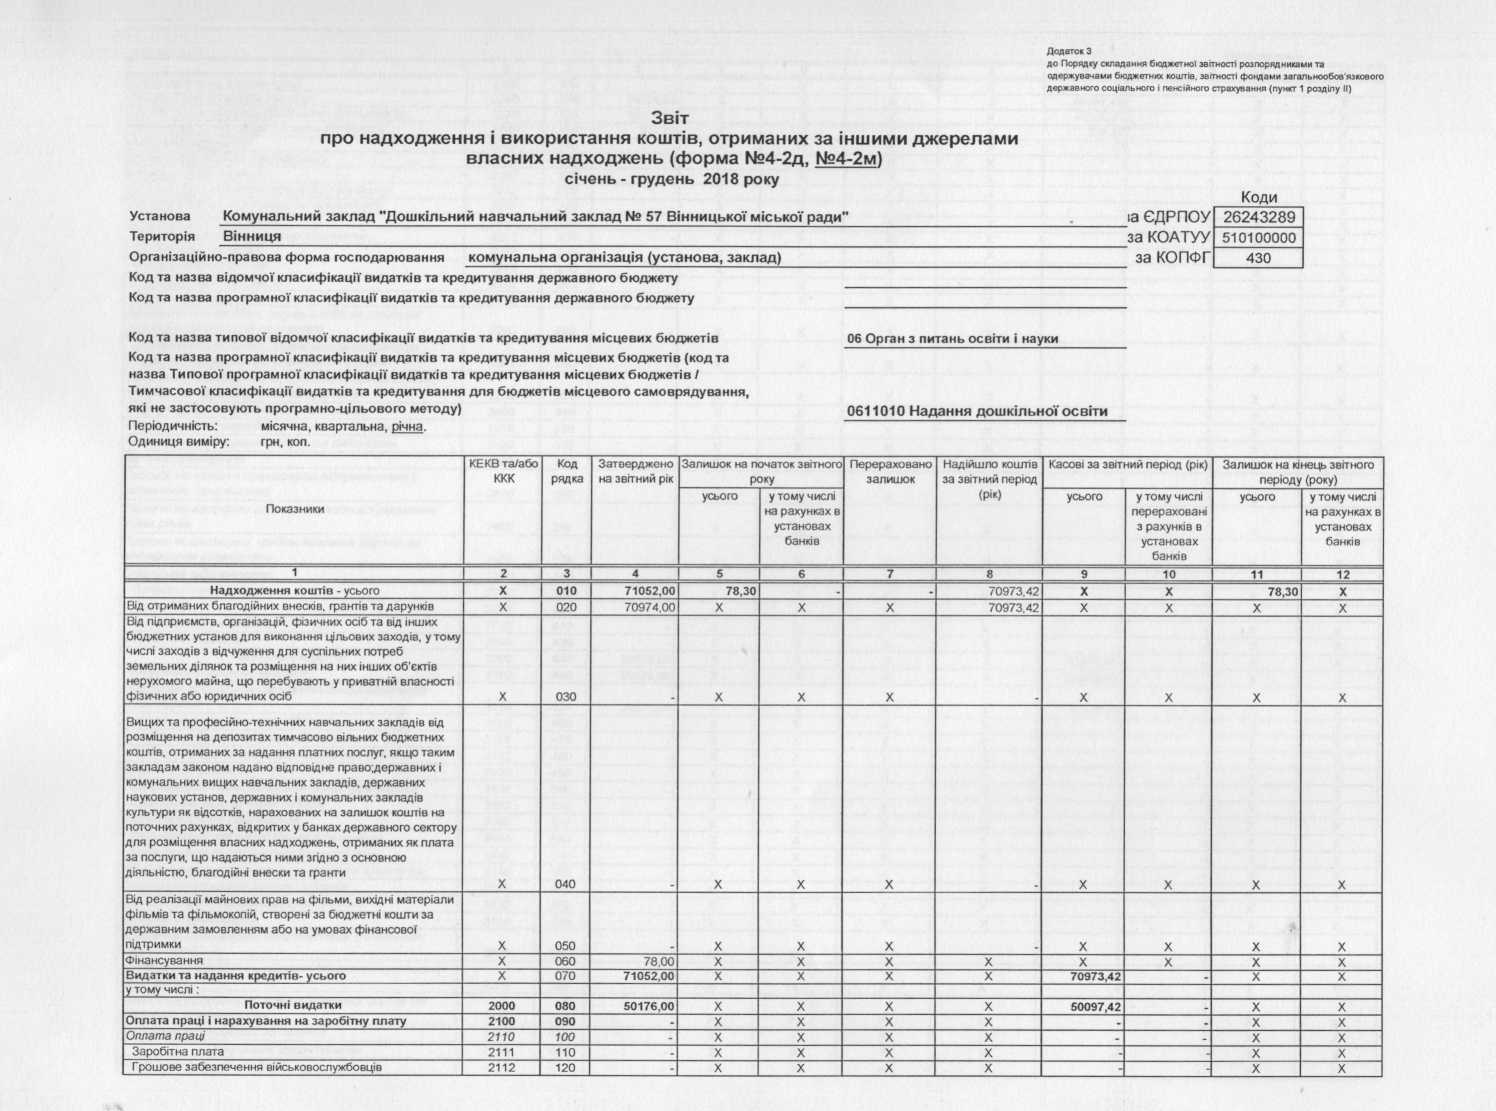 Додаток 3
до Порядку складання бюджетної звітності розпорядниками та
одержувачами бюджетних коштів, звітності фондами загальнообов'язкового
державного соціального і пенсійного страхування (пункт 1 розділу II)
Звіт
про надходження і використання коштів, отриманих за іншими джерелами
власних надходжень (форма №4-2д, №4-2м)
січень - грудень 2018 року
Коди
Установа Комунальний заклад "Дошкільний навчальний заклад № 57 Вінницької міської ради" за ЄДРПОУ 26243289
Територія Вінниця за КОАТУУ 510100000
Організаційно-правова форма господарювання комунальна організація (установа, заклад) за КОПФГ 430
Код та назва відомчої класифікації видатків та кредитування державного бюджету
Код та назва програмної класифікації видатків та кредитування державного бюджету
Код та назва типової відомчої класифікації видатків та кредитування місцевих бюджетів 06 Орган з питань освіти і науки
Код та назва програмної класифікації видатків та кредитування місцевих бюджетів (код та
назва Типової програмної класифікації видатків та кредитування місцевих бюджетів /
Тимчасової класифікації видатків та кредитування для бюджетів місцевого самоврядування,
які не застосовують програмно-цільового методу) 0611010 Надання дошкільної освіти
Періодичність: місячна, квартальна, річна.
Одиниця виміру: грн, коп.
Показники
КЕКВ та/або
ККК
Код
рядка
Затверджено
на звітний рік
Залишок на початок звітного
року
усього
у тому числі
на рахунках в
установах
банків
Перераховано
залишок
Надійшло коштів
за звітний період
(рік)
Касові за звітний період (рік)
усього
у тому числі
перераховані
з рахунків в
установах
банків
Залишок на кінець звітного
періоду (року)
усього
у тому числі
на рахунках в
установах
банків
1 2 3 4 5 6 7 8 9 10 11 12
Надходження коштів - усього X 010 71052,00 78,30 - - 70973,42 X X 78,30 X
Від отриманих благодійних внесків, грантів та дарунків X 020 70974,00 X X X 70973,42 X X X X
Від підприємств, організацій, фізичних осіб та від інших
бюджетних установ для виконання цільових заходів, у тому
числі заходів з відчуження для суспільних потреб
земельних ділянок та розміщення на них інших об'єктів
нерухомого майна, що перебувають у приватній власності
фізичних або юридичних осіб X 030 - X X X - X X X X
Вищих та професійно-технічних навчальних закладів від
розміщення на депозитах тимчасово вільних бюджетних
коштів, отриманих за надання платних послуг, якщо таким
закладам законом надано відповідне право;державних і
комунальних вищих навчальних закладів, державних
наукових установ, державних і комунальних закладів
культури як відсотків, нарахованих на залишок коштів на
поточних рахунках, відкритих у банках державного сектору
для розміщення власних надходжень, отриманих як плата
за послуги, що надаються ними згідно з основною
діяльністю, благодійні внески та гранти X 040 - X X X - X X X X
Від реалізації майнових прав на фільми, вихідні матеріали
фільмів та фільмокопій, створені за бюджетні кошти за
державним замовленням або на умовах фінансової
підтримки X 050 - X X X - X X X X
Фінансування X 060 78,00 X X X X X X X X
Видатки та надання кредитів- усього X 070 71052,00 X X X X 70973,42 - X X
у тому числі :
Поточні видатки 2000 080 50176,00 X X X X 50097,42 - X X
Оплата праці і нарахування на заробітну плату 2100 090 - X X X X - - X X
Оплата праці 2110 100 - X X X X - - X X
Заробітна плата 2111 110 - X X X X - - X X
Грошове забезпечення військовослужбовців 2112 120 - X X X X - - X X